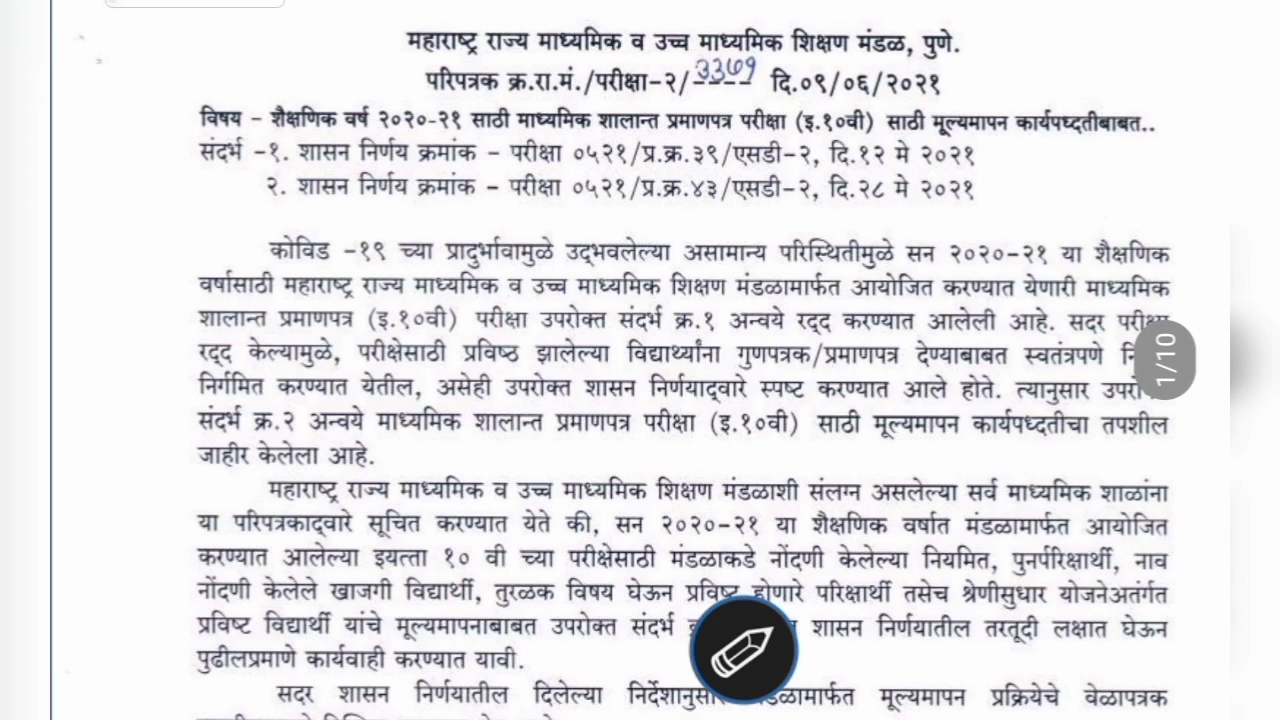 महाराष्ट्र राज्य माध्यमिक व उच्च माध्यमिक शिक्षण मंडळ, पुणे.
परिपत्रक क्र.रा.मं./परीक्षा-२/3369 दि.०९/०६/२०२१
विषय - शैक्षणिक वर्ष २०२०-२१ साठी माध्यमिक शालान्त प्रमाणपत्र परीक्षा (इ.१०वी) साठी मूल्यमापन कार्यपध्दतीबाबत..
संदर्भ -१. शासन निर्णय क्रमांक - परीक्षा ०५२१/प्र.क्र.३९/एसडी-२, दि.१२ मे २०२१
२. शासन निर्णय क्रमांक - परीक्षा ०५२१/प्र.क्र.४३/एसडी-२, दि.२८ मे २०२१
कोविड -१९ च्या प्रादुर्भावामुळे उद्‌भवलेल्या असामान्य परिस्थितीमुळे सन २०२०-२१ या शैक्षणिक
वर्षासाठी महाराष्ट्र राज्य माध्यमिक व उच्च माध्यमिक शिक्षण मंडळामार्फत आयोजित करण्यात येणारी माध्यमिक
शालान्त प्रमाणपत्र (इ.१०वी) परीक्षा उपरोक्त संदर्भ क्र.१ अन्वये रद्द करण्यात आलेली आहे. सदर परीक्षा
रद्द केल्यामुळे, परीक्षेसाठी प्रविष्ठ झालेल्या विद्यार्थ्यांना गुणपत्रक/प्रमाणपत्र देण्याबाबत स्वतंत्रपणे
1/10
निर्गमित करण्यात येतील, असेही उपरोक्त शासन निर्णयाद्‌वारे स्पष्ट करण्यात आले होते. त्यानुसार
संदर्भ क्र.२ अन्वये माध्यमिक शालान्त प्रमाणपत्र परीक्षा (इ.१०वी) साठी मूल्यमापन कार्यपध्दतीचा तपशील
जाहीर केलेला आहे.
महाराष्ट्र राज्य माध्यमिक व उच्च माध्यमिक शिक्षण मंडळाशी संलग्न असलेल्या सर्व माध्यमिक शाळांना
या परिपत्रकाद्‌वारे सूचित करण्यात येते की, सन २०२०-२१ या शैक्षणिक वर्षात मंडळामार्फत आयोजित
करण्यात आलेल्या इयत्ता १० वी च्या परीक्षेसाठी मंडळाकडे नोंदणी केलेल्या नियमित, पुनर्परिक्षार्थी, नाव
नोंदणी केलेले खाजगी विद्यार्थी, तुरळक विषय घेऊन प्रविष्ट होणारे परिक्षार्थी तसेच श्रेणीसुधार योजनेअतंर्गत
प्रविष्ट विद्यार्थी यांचे मूल्यमापनाबाबत उपरोक्त संदर्भ शासन निर्णयातील तरतूदी लक्षात घेऊन
पुढीलप्रमाणे कार्यवाही करण्यात यावी.
सदर शासन निर्णयातील दिलेल्या मूल्यमापन प्रक्रियेचे वेळापत्रक